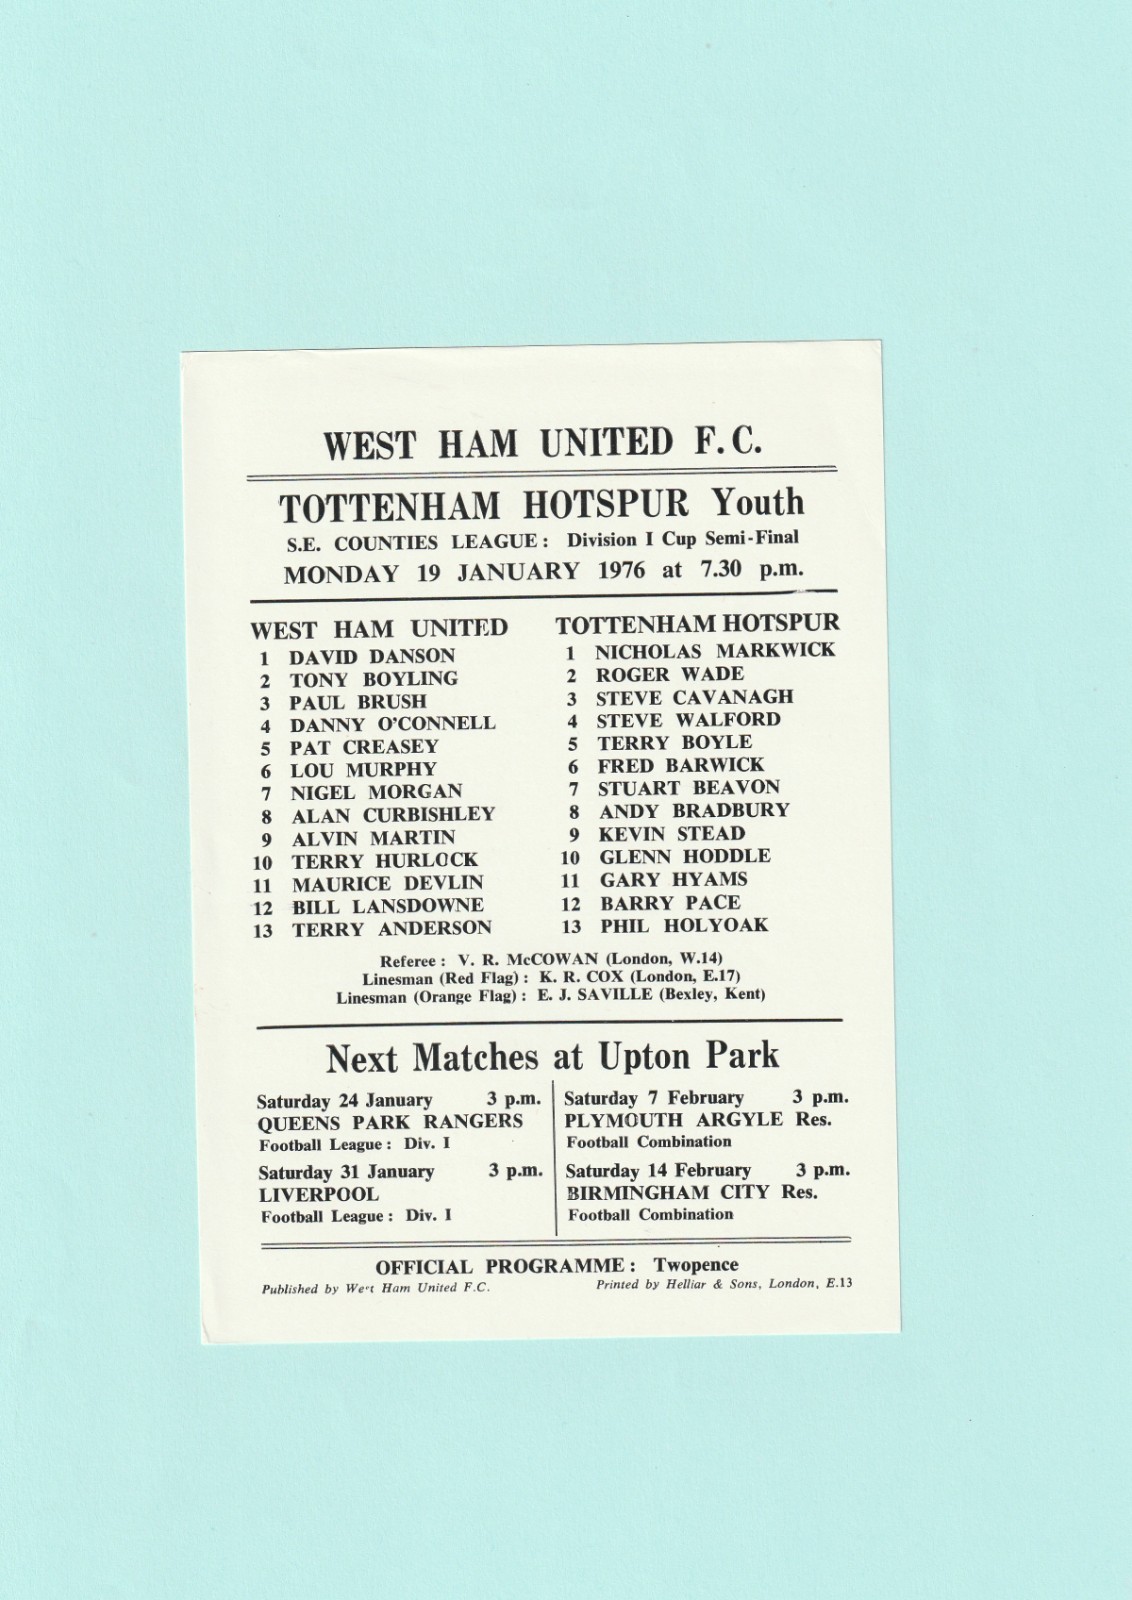 WEST HAM UNITED F.C.
TOTTENHAM HOTSPUR Youth
S.E. COUNTIES LEAGUE: Division I Cup Semi-Final
MONDAY 19 JANUARY 1976 at 7.30 p.m.
WEST HAM UNITED
1 DAVID DANSON
2 TONY BOYLING
3 PAUL BRUSH
4 DANNY O'CONNELL
5 PAT CREASEY
6 LOU MURPHY
7 NIGEL MORGAN
8 ALAN CURBISHLEY
9 ALVIN MARTIN
10 TERRY HURLOCK
11 MAURICE DEVLIN
12 BILL LANSDOWNE
13 TERRY ANDERSON
TOTTENHAM HOTSPUR
1 NICHOLAS MARKWICK
2 ROGER WADE
3 STEVE CAVANAGH
4 STEVE WALFORD
5 TERRY BOYLE
6 FRED BARWICK
7 STUART BEAVON
8 ANDY BRADBURY
9 KEVIN STEAD
10 GLENN HODDLE
11 GARY HYAMS
12 BARRY PACE
13 PHIL HOLYOAK
Referee: V. R. McCOWAN (London, W.14)
Linesman (Red Flag): K. R. COX (London, E.17)
Linesman (Orange Flag): E. J. SAVILLE (Bexley, Kent)
Next Matches at Upton Park
Saturday 24 January 3 p.m.
QUEENS PARK RANGERS
Football League: Div. I
Saturday 31 January 3 p.m.
LIVERPOOL
Football League: Div. I
Saturday 7 February 3 p.m.
PLYMOUTH ARGYLE Res.
Football Combination
Saturday 14 February 3 p.m.
BIRMINGHAM CITY Res.
Football Combination
OFFICIAL PROGRAMME: Twopence
Published by West Ham United F.C.
Printed by Helliar & Sons, London, E.13